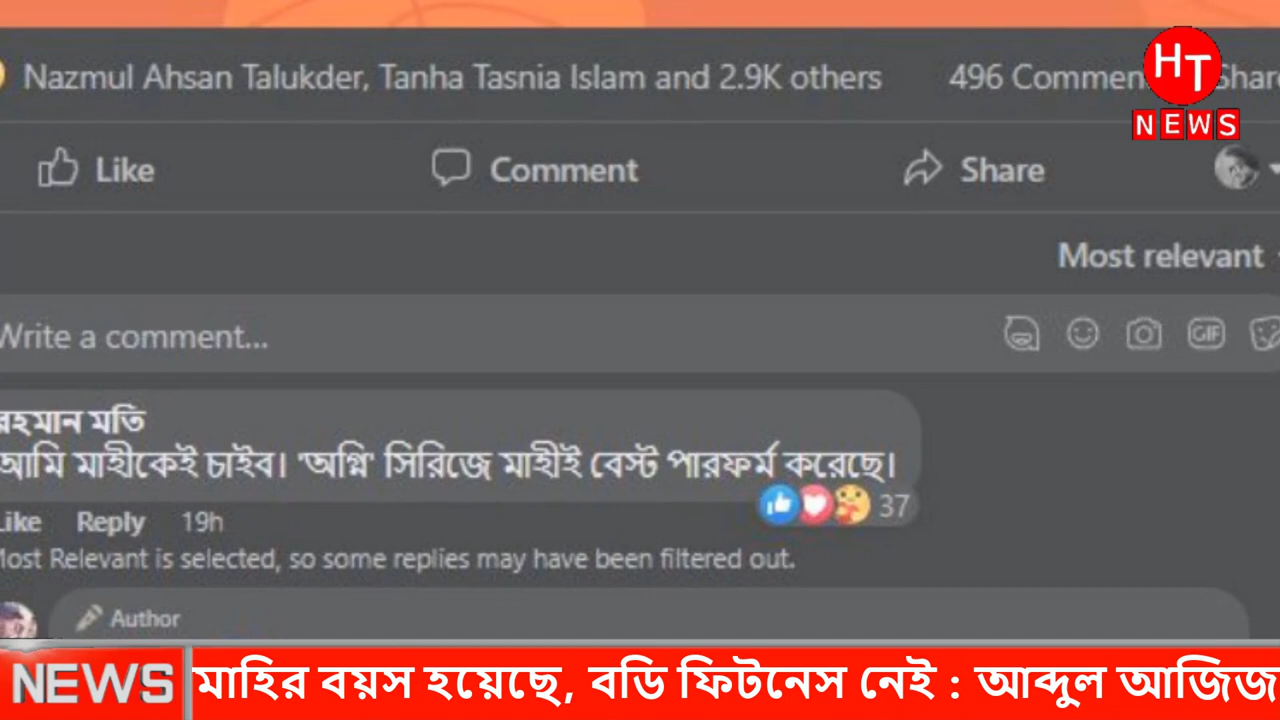 Nazmul Ahsan Talukder, Tanha Tasnia Islam and 2.9K others 496 Commen Share
HT
NEWS
Like Comment Share
Most relevant
Write a comment...
GIF
রহমান মতি
আমি মাহীকেই চাইব। 'অগ্নি' সিরিজে মাহীই বেস্ট পারফর্ম করেছে।
37
Like Reply 19h
Most Relevant is selected, so some replies may have been filtered out.
Author
NEWS মাহির বয়স হয়েছে, বডি ফিটনেস নেই : আব্দুল আজিজ